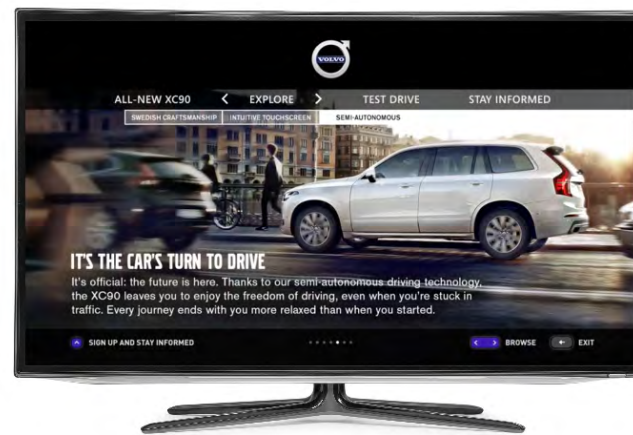 VOLVO
ALL-NEW XC90 < EXPLORE > TEST DRIVE STAY INFORMED
SWEDISH CRAFTSMANSHIP INTUITIVE TOUCHSCREEN SEMI-AUTONOMOUS
IT'S THE CAR'S TURN TO DRIVE
It's official: the future is here. Thanks to our semi-autonomous driving technology,
the XC90 leaves you to enjoy the freedom of driving, even when you're stuck in
traffic. Every journey ends with you more relaxed than when you started.
SIGN UP AND STAY INFORMED < > BROWSE EXIT